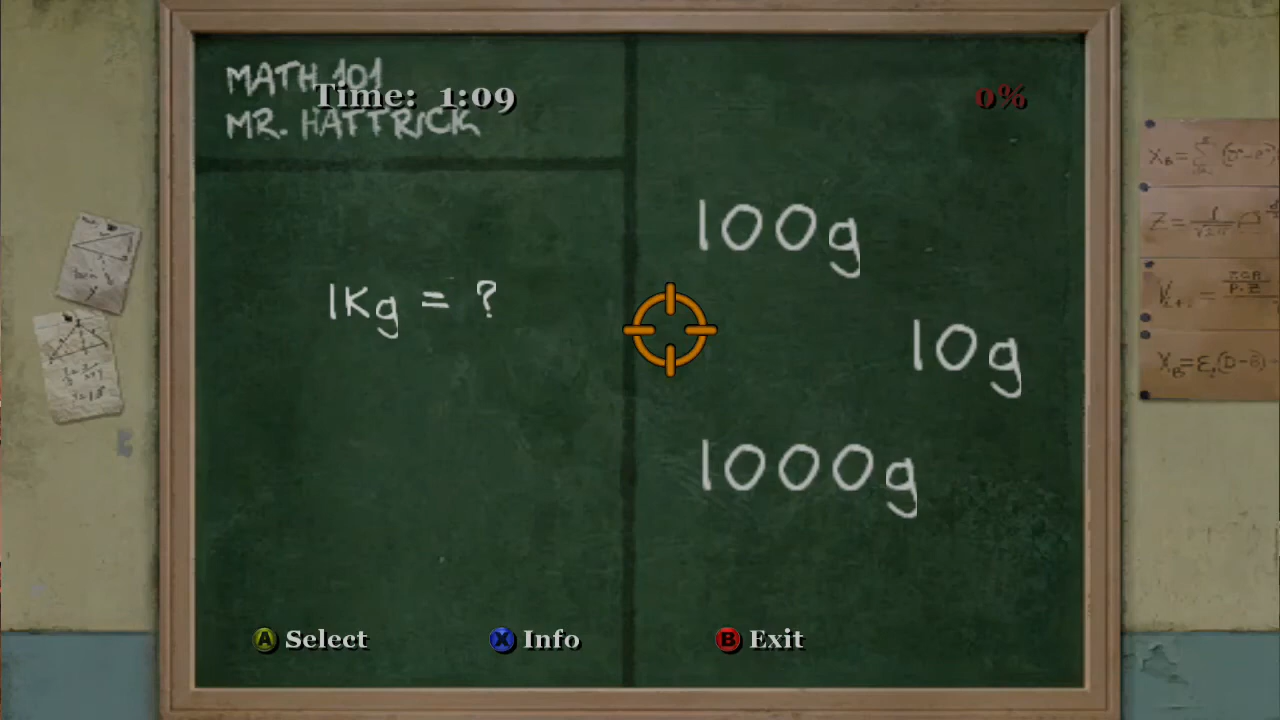 MATH 101
Time: 1:09
0%
MR. HATTRICK
1Kg = ?
100g
10g
1000g
A Select
X Info
B Exit